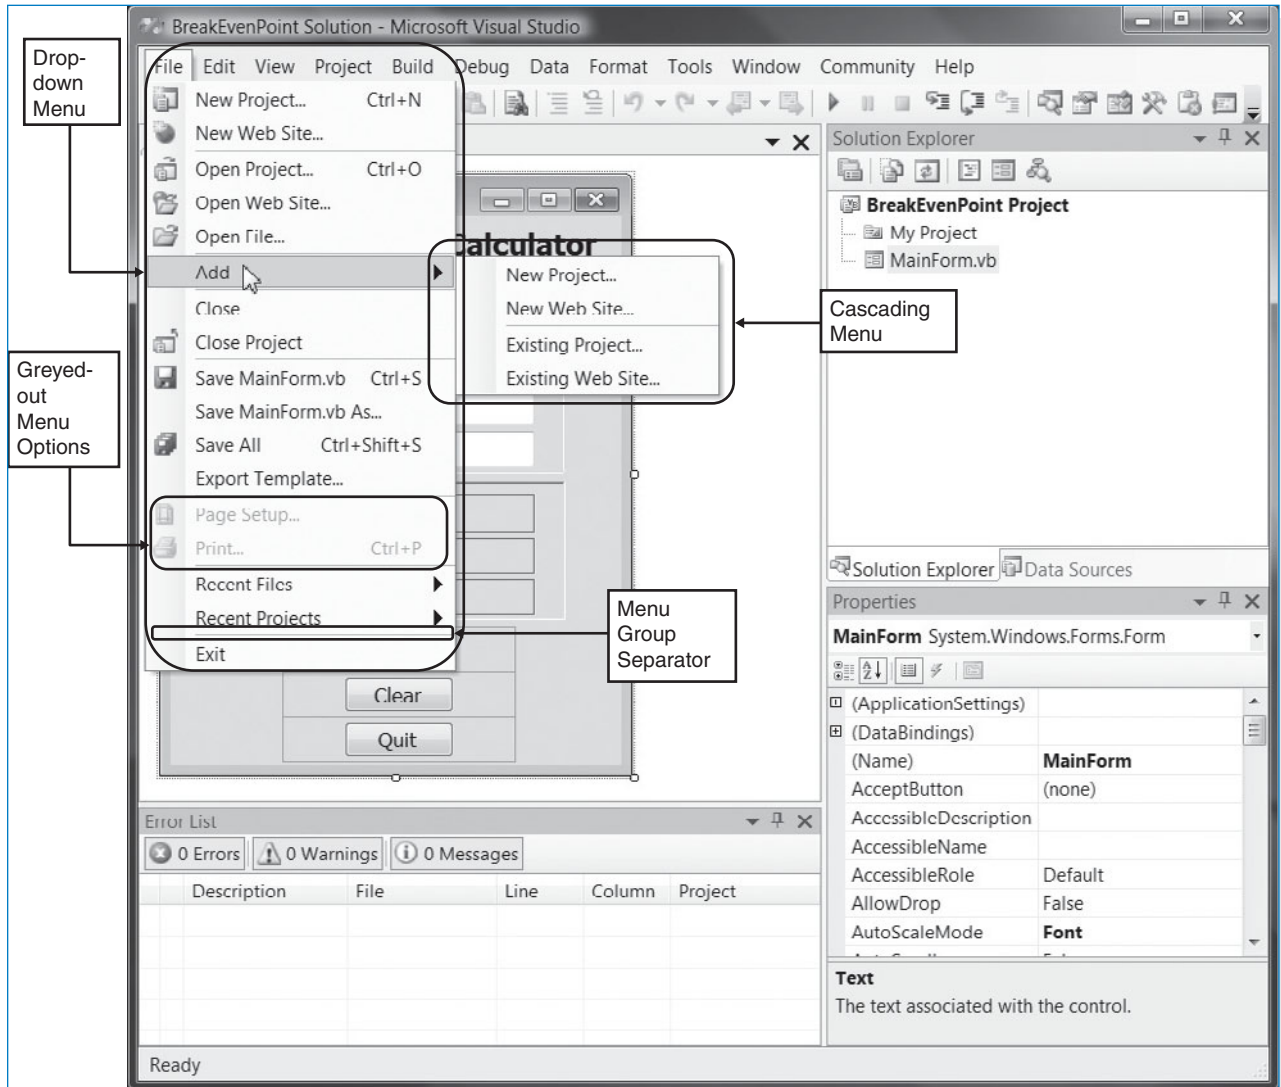 BreakEvenPoint Solution - Microsoft Visual Studio
Drop-
down
Menu
File Edit View Project Build Debug Data Format Tools Window Community Help
New Project... Ctrl+N
New Web Site...
Open Project... Ctrl+O
Open Web Site...
Open File...
Add
Close
Close Project
Save MainForm.vb Ctrl+S
Save MainForm.vb As...
Save All Ctrl+Shift+S
Export Template...
Page Setup...
Print... Ctrl+P
Recent Files
Recent Projects
Exit
Greyed-
out
Menu
Options
Calculator
New Project...
New Web Site...
Existing Project...
Existing Web Site...
Cascading
Menu
Menu
Group
Separator
Clear
Quit
Solution Explorer
BreakEvenPoint Project
My Project
MainForm.vb
Solution Explorer Data Sources
Properties
MainForm System.Windows.Forms.Form
(ApplicationSettings)
(DataBindings)
(Name) MainForm
AcceptButton (none)
AccessibleDescription
AccessibleName
AccessibleRole Default
AllowDrop False
AutoScaleMode Font
Text
The text associated with the control.
Error List
0 Errors 0 Warnings 0 Messages
Description File Line Column Project
Ready